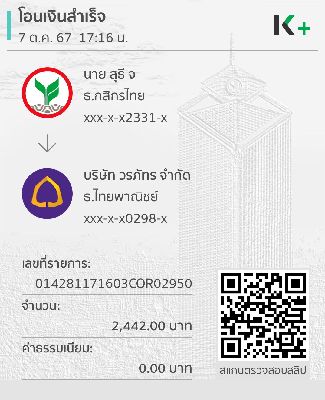 โอนเงินสำเร็จ
7 ต.ค. 67 17:16 น.
K+
นาย สุธี จ
ธ.กสิกรไทย
xxx-x-x2331-x
บริษัท วรภัทร จำกัด
ธ.ไทยพาณิชย์
xxx-x-x0298-x
เลขที่รายการ:
014281171603COR02950
จำนวน:
2,442.00 บาท
ค่าธรรมเนียม:
0.00 บาท
สแกนตรวจสอบสลิป